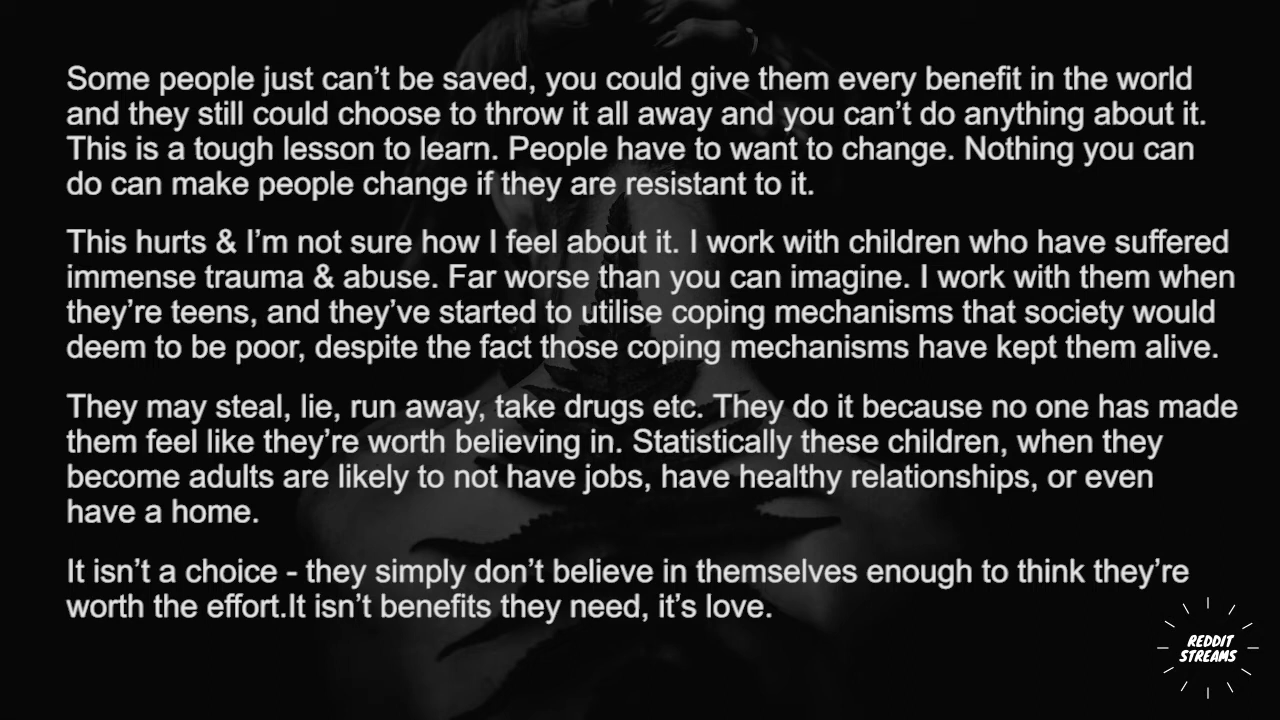 Some people just can’t be saved, you could give them every benefit in the world
and they still could choose to throw it all away and you can’t do anything about it.
This is a tough lesson to learn. People have to want to change. Nothing you can
do can make people change if they are resistant to it.
This hurts & I’m not sure how I feel about it. I work with children who have suffered
immense trauma & abuse. Far worse than you can imagine. I work with them when
they’re teens, and they’ve started to utilise coping mechanisms that society would
deem to be poor, despite the fact those coping mechanisms have kept them alive.
They may steal, lie, run away, take drugs etc. They do it because no one has made
them feel like they’re worth believing in. Statistically these children, when they
become adults are likely to not have jobs, have healthy relationships, or even
have a home.
It isn’t a choice - they simply don’t believe in themselves enough to think they’re
worth the effort.It isn’t benefits they need, it’s love.
REDDIT
STREAMS